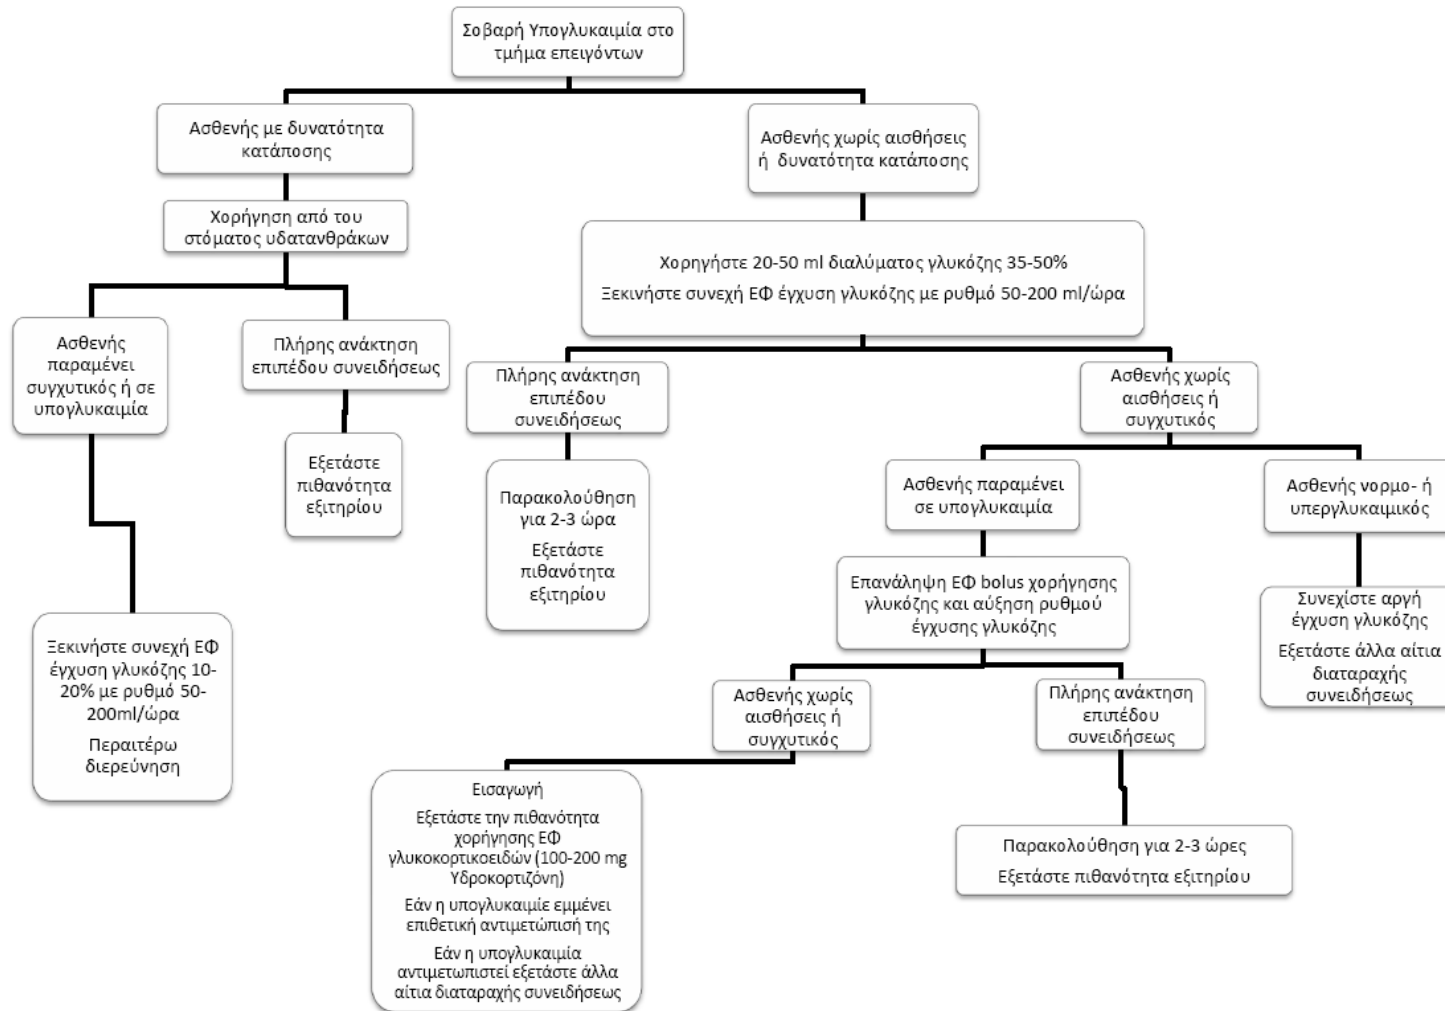 Σοβαρή Υπογλυκαιμία στο
τμήμα επειγόντων
Ασθενής με δυνατότητα
κατάποσης
Ασθενής χωρίς αισθήσεις
ή δυνατότητα κατάποσης
Χορήγηση από του
στόματος υδατανθράκων
Χορηγήστε 20-50 ml διαλύματος γλυκόζης 35-50%
Ξεκινήστε συνεχή ΕΦ έγχυση γλυκόζης με ρυθμό 50-200 ml/ώρα
Ασθενής
παραμένει
συγχυτικός ή σε
υπογλυκαιμία
Πλήρης ανάκτηση
επιπέδου συνειδήσεως
Πλήρης ανάκτηση
επιπέδου
συνειδήσεως
Ασθενής χωρίς
αισθήσεις ή
συγχυτικός
Εξετάστε
πιθανότητα
εξιτηρίου
Παρακολούθηση
για 2-3 ώρα
Εξετάστε
πιθανότητα
εξιτηρίου
Ασθενής παραμένει
σε υπογλυκαιμία
Ασθενής νορμο- ή
υπεργλυκαιμικός
Επανάληψη ΕΦ bolus χορήγησης
γλυκόζης και αύξηση ρυθμού
έγχυσης γλυκόζης
Συνεχίστε αργή
έγχυση γλυκόζης
Εξετάστε άλλα αίτια
διαταραχής
συνειδήσεως
Ξεκινήστε συνεχή ΕΦ
έγχυση γλυκόζης 10-
20% με ρυθμό 50-
200ml/ώρα
Περαιτέρω
διερεύνηση
Ασθενής χωρίς
αισθήσεις ή
συγχυτικός
Πλήρης ανάκτηση
επιπέδου
συνειδήσεως
Εισαγωγή
Εξετάστε την πιθανότητα
χορήγησης ΕΦ
γλυκοκορτικοειδών (100-200 mg
Υδροκορτιζόνη)
Εάν η υπογλυκαιμίε εμμένει
επιθετική αντιμετώπισή της
Εάν η υπογλυκαιμία
αντιμετωπιστεί εξετάστε άλλα
αίτια διαταραχής συνειδήσεως
Παρακολούθηση για 2-3 ώρες
Εξετάστε πιθανότητα εξιτηρίου